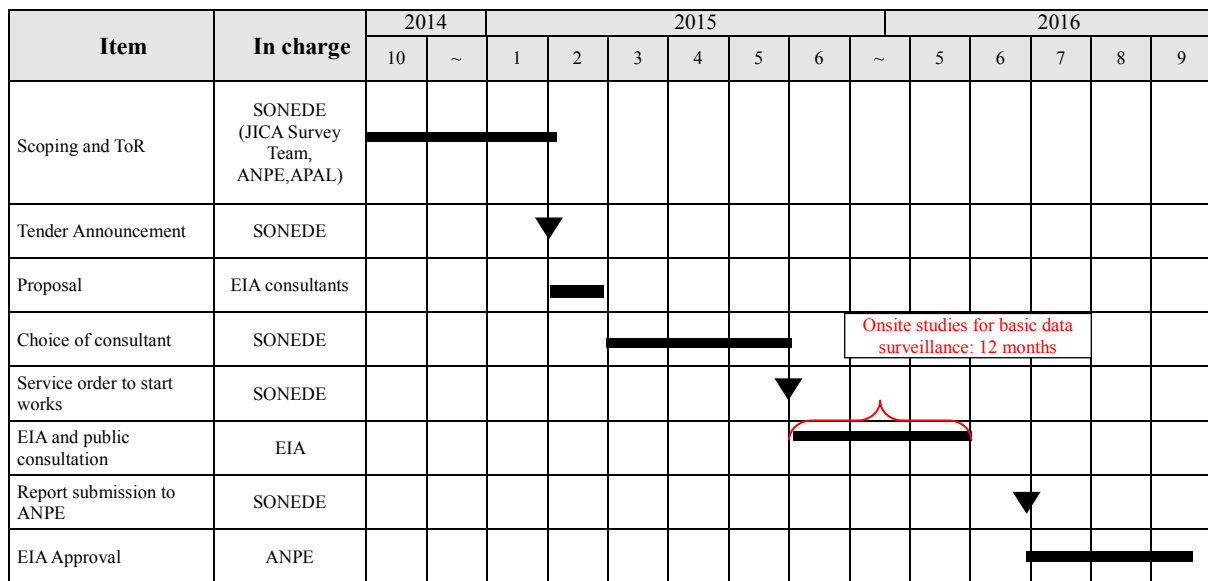 Item
In charge
2014
2015
2016
10
~
1
2
3
4
5
6
~
5
6
7
8
9
Scoping and ToR
SONEDE
(JICA Survey
Team,
ANPE,APAL)
Tender Announcement
SONEDE
Proposal
EIA consultants
Choice of consultant
SONEDE
Onsite studies for basic data
surveillance: 12 months
Service order to start
works
SONEDE
EIA and public
consultation
EIA
Report submission to
ANPE
SONEDE
EIA Approval
ANPE